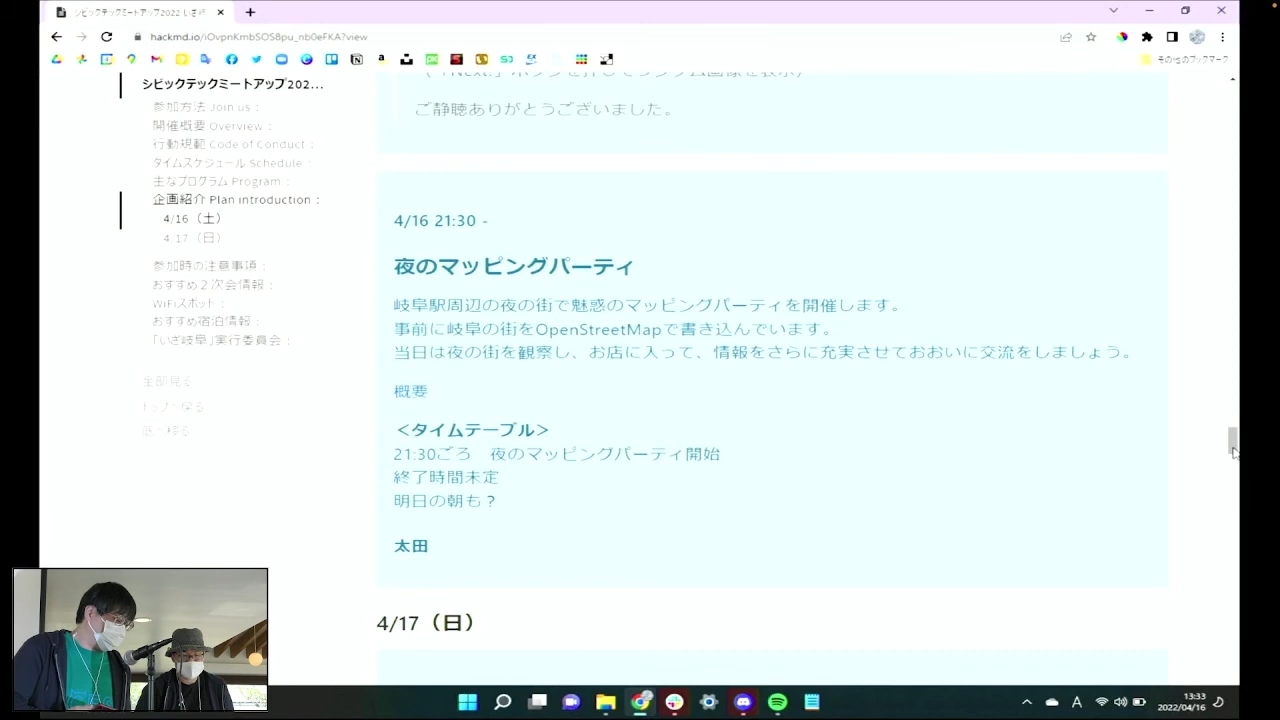 シビックテックミートアップ2022 いざ岐
hackmd.io/iOvpnKmbSOS8pu_nb0eFKA?view
その他のブックマーク
シビックテックミートアップ202...
参加方法 Join us :
開催概要 Overview :
行動規範 Code of Conduct :
タイムスケジュール Schedule :
主なプログラム Program :
企画紹介 Plan introduction :
4/16（土）
4/17（日）
参加時の注意事項 :
おすすめ２次会情報 :
WiFiスポット :
おすすめ宿泊情報 :
「いざ岐阜」実行委員会 :
全部見る
トップへ戻る
底へ移る
ご静聴ありがとうございました。
4/16 21:30 -
夜のマッピングパーティ
岐阜駅周辺の夜の街で魅惑のマッピングパーティを開催します。
事前に岐阜の街をOpenStreetMapで書き込んでいます。
当日は夜の街を観察し、お店に入って、情報をさらに充実させておおいに交流をしましょう。
概要
＜タイムテーブル＞
21:30ごろ　夜のマッピングパーティ開始
終了時間未定
明日の朝も？
太田
4/17（日）
A
13:33
2022/04/16